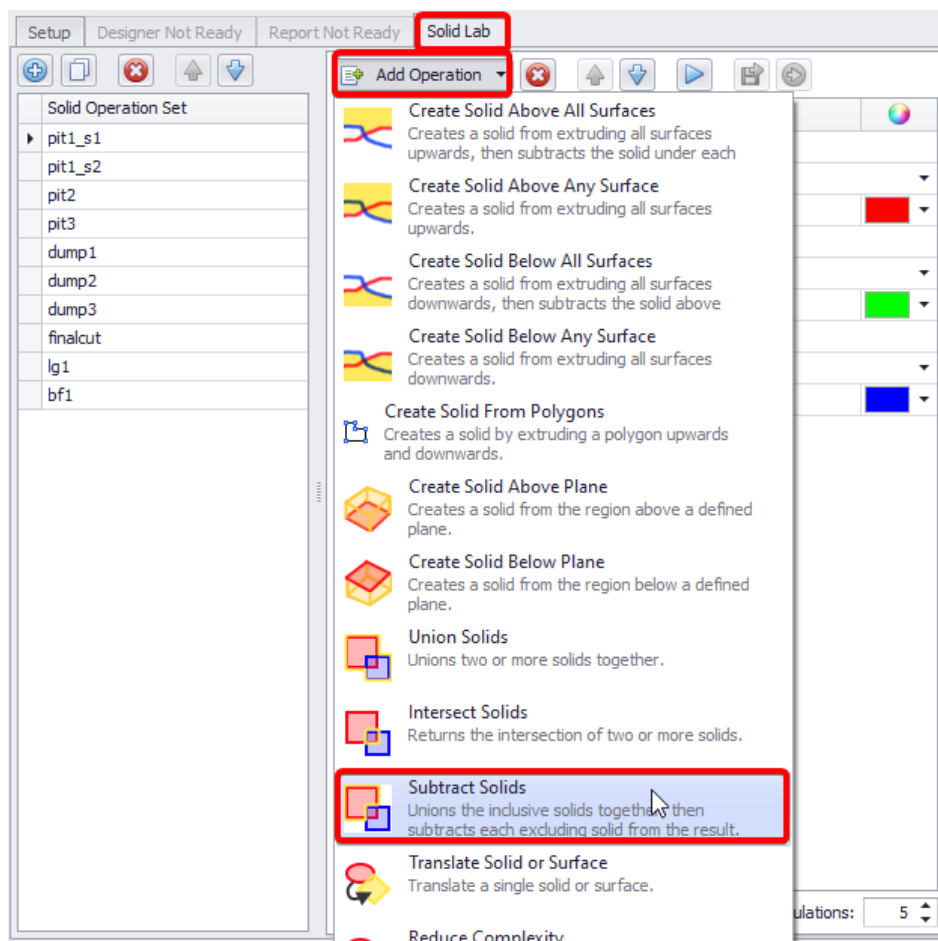 Setup
Designer Not Ready
Report Not Ready
Solid Lab
Add Operation
Solid Operation Set
pit1_s1
pit1_s2
pit2
pit3
dump1
dump2
dump3
finalcut
lg1
bf1
Create Solid Above All Surfaces
Creates a solid from extruding all surfaces
upwards, then subtracts the solid under each
Create Solid Above Any Surface
Creates a solid from extruding all surfaces
upwards.
Create Solid Below All Surfaces
Creates a solid from extruding all surfaces
downwards, then subtracts the solid above
Create Solid Below Any Surface
Creates a solid from extruding all surfaces
downwards.
Create Solid From Polygons
Creates a solid by extruding a polygon upwards
and downwards.
Create Solid Above Plane
Creates a solid from the region above a defined
plane.
Create Solid Below Plane
Creates a solid from the region below a defined
plane.
Union Solids
Unions two or more solids together.
Intersect Solids
Returns the intersection of two or more solids.
Subtract Solids
Unions the inclusive solids together, then
subtracts each excluding solid from the result.
Translate Solid or Surface
Translate a single solid or surface.
Reduce Complexity
ulations: 5